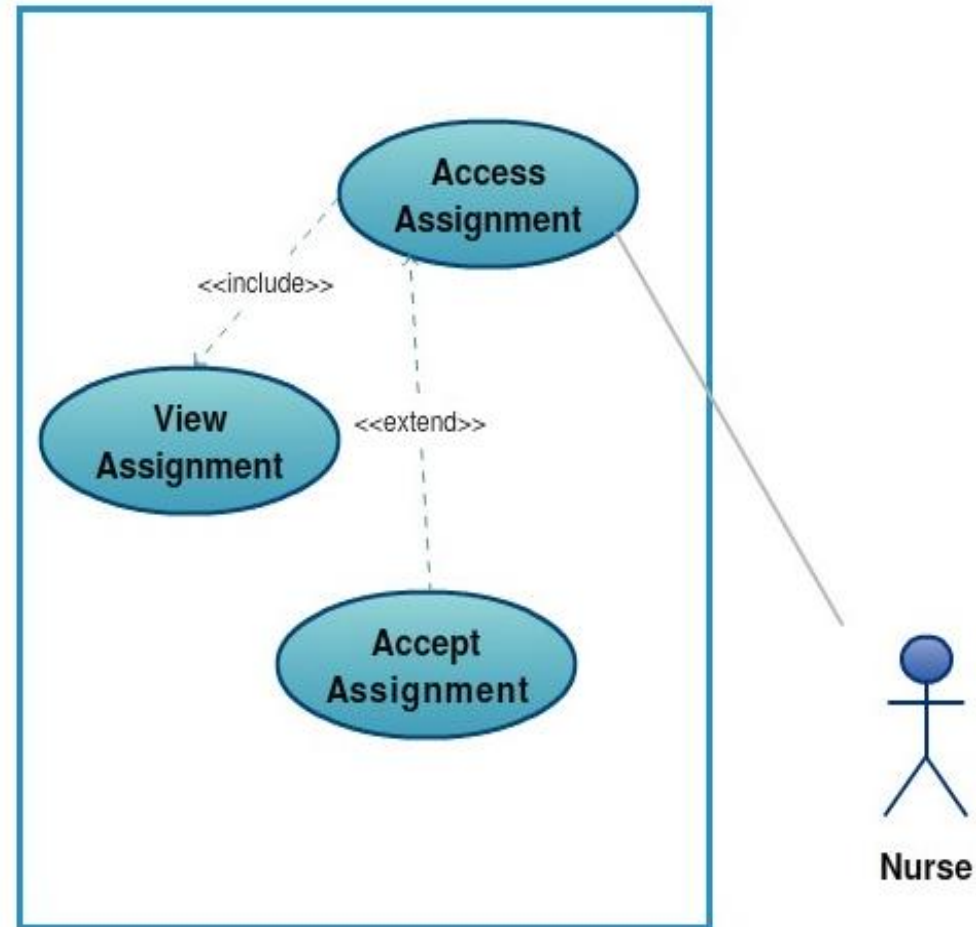 Access
Assignment
<<include>>
View
Assignment
<<extend>>
Accept
Assignment
Nurse